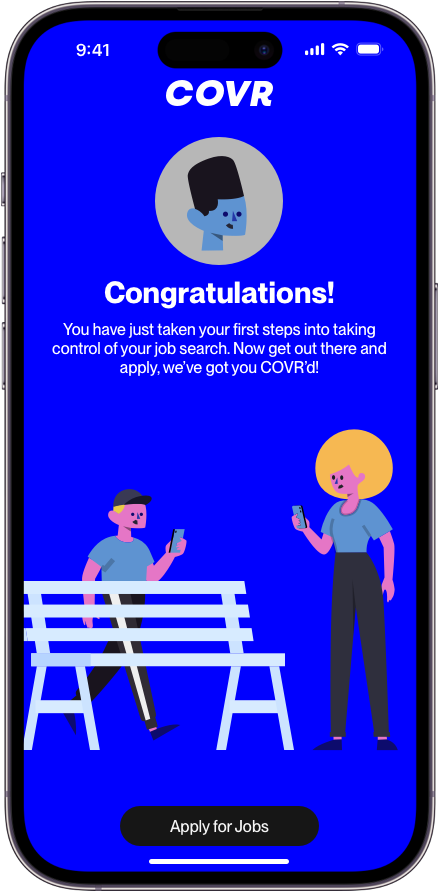 9:41
COVR
Congratulations!
You have just taken your first steps into taking
control of your job search. Now get out there and
apply, we've got you COVR'd!
Apply for Jobs